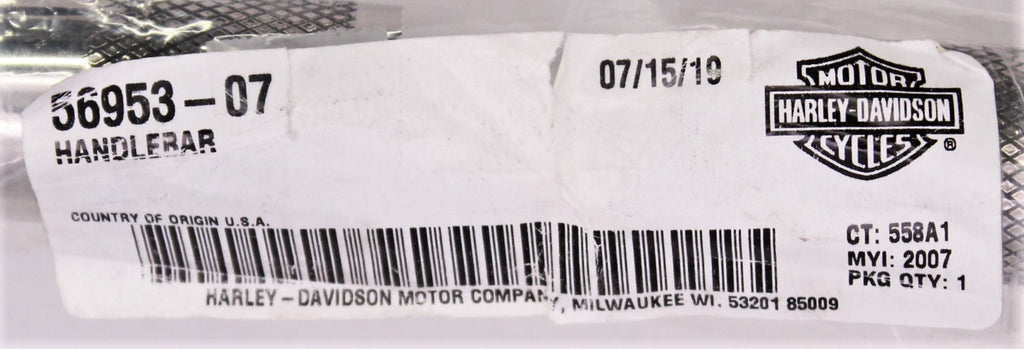 56953-07
HANDLEBAR
07/15/19
MOTOR
HARLEY-DAVIDSON
CYCLES ®
COUNTRY OF ORIGIN U.S.A.
CT: 558A1
MYI: 2007
PKG QTY: 1
HARLEY-DAVIDSON MOTOR COMPANY, MILWAUKEE WI. 53201 85009